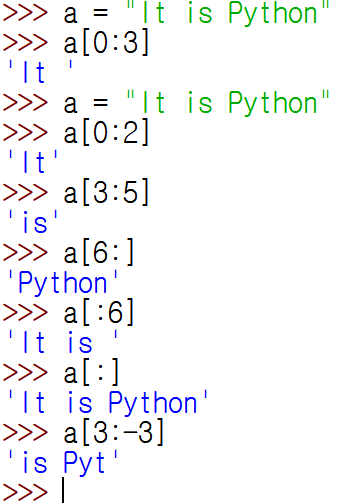 >>> a = "It is Python"
>>> a[0:3]
'It '
>>> a = "It is Python"
>>> a[0:2]
'It'
>>> a[3:5]
'is'
>>> a[6:]
'Python'
>>> a[:6]
'It is '
>>> a[:]
'It is Python'
>>> a[3:-3]
'is Pyt'
>>>